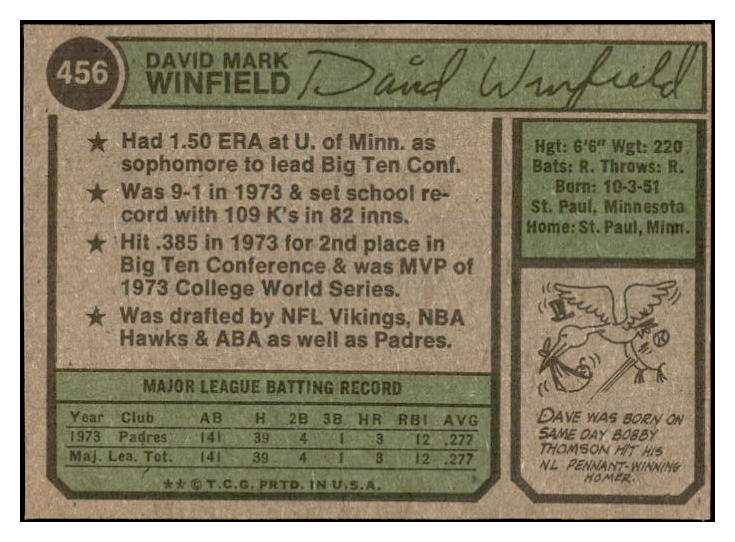 456
DAVID MARK
WINFIELD
David Winfield
★ Had 1.50 ERA at U. of Minn. as
sophomore to lead Big Ten Conf.
★ Was 9-1 in 1973 & set school re-
cord with 109 K's in 82 inns.
★ Hit .385 in 1973 for 2nd place in
Big Ten Conference & was MVP of
1973 College World Series.
★ Was drafted by NFL Vikings, NBA
Hawks & ABA as well as Padres.
Hgt: 6'6" Wgt: 220
Bats: R. Throws: R.
Born: 10-3-51
St. Paul, Minnesota
Home: St. Paul, Minn.
DAVE WAS BORN ON
SAME DAY BOBBY
THOMSON HIT HIS
NL PENNANT-WINNING
HOMER.
MAJOR LEAGUE BATTING RECORD
Year Club AB H 2B 3B HR RBI AVG
1973 Padres 141 39 4 1 3 12 .277
Maj. Lea. Tot. 141 39 4 1 3 12 .277
** © T.C.G. PRTD. IN U.S.A.